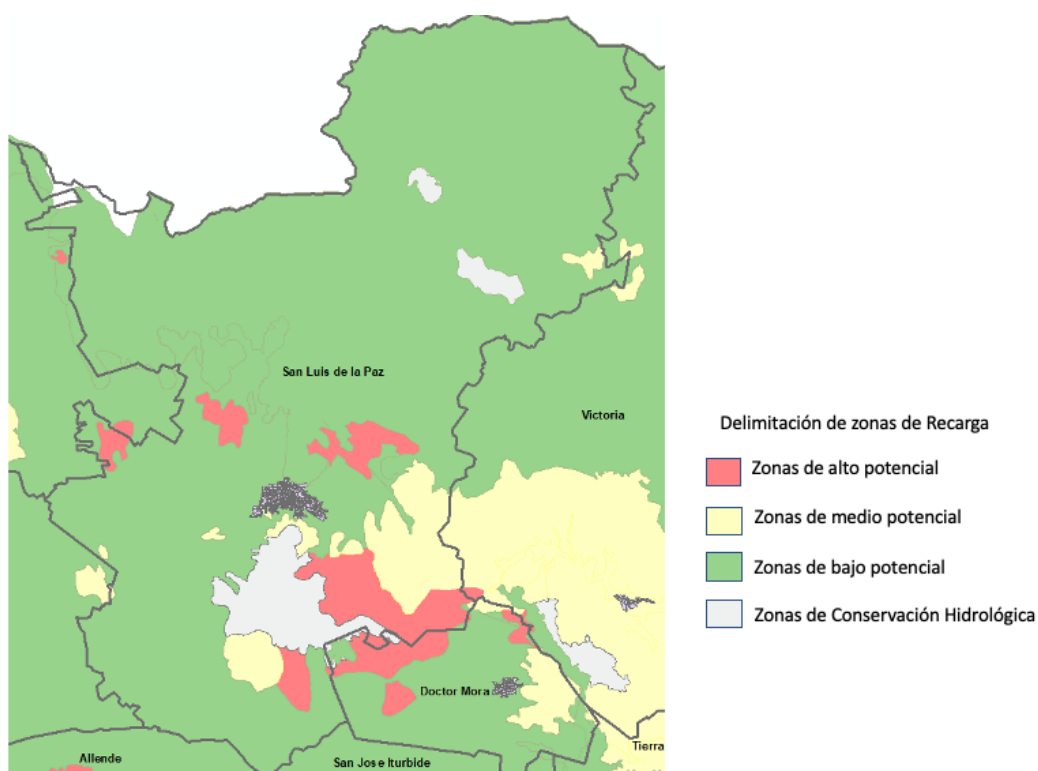 San Luis de la Paz
Victoria
Doctor Mora
Tierra
Allende
San Jose Iturbide
Delimitación de zonas de Recarga
Zonas de alto potencial
Zonas de medio potencial
Zonas de bajo potencial
Zonas de Conservación Hidrológica